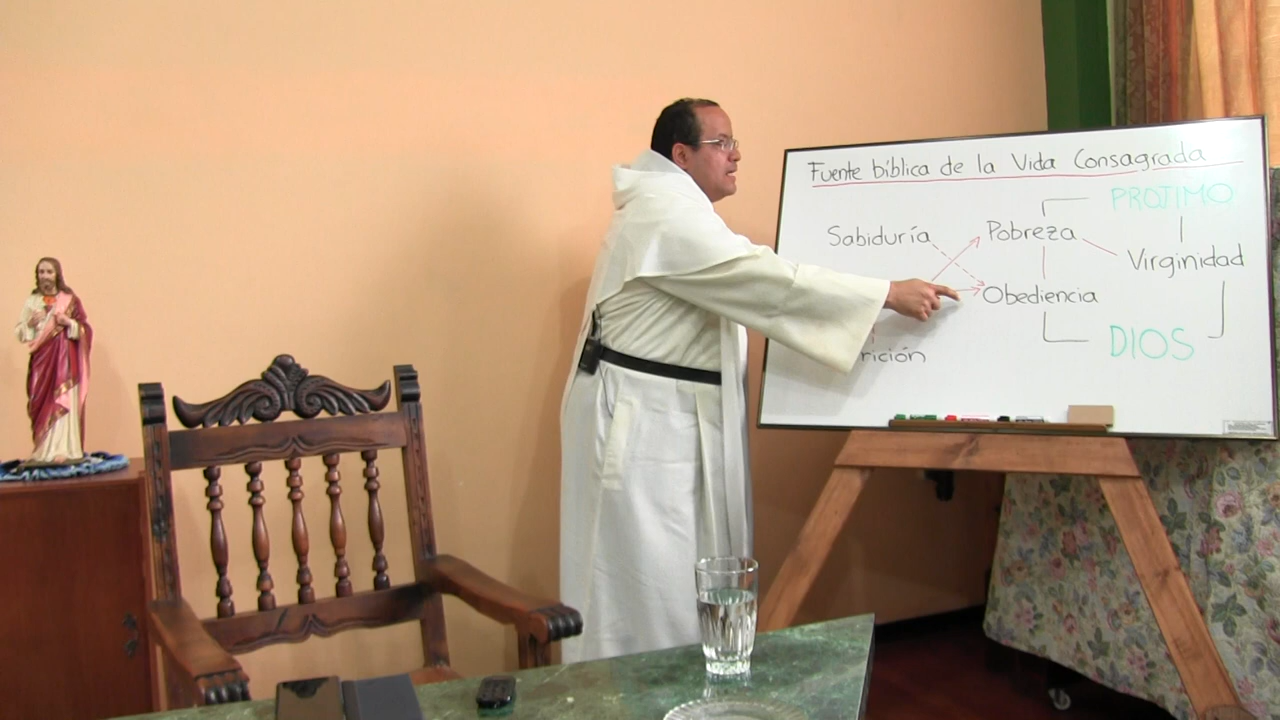 Fuente bíblica de la Vida Consagrada
PROJIMO
Sabiduría
Pobreza
Virginidad
Obediencia
DIOS
rición